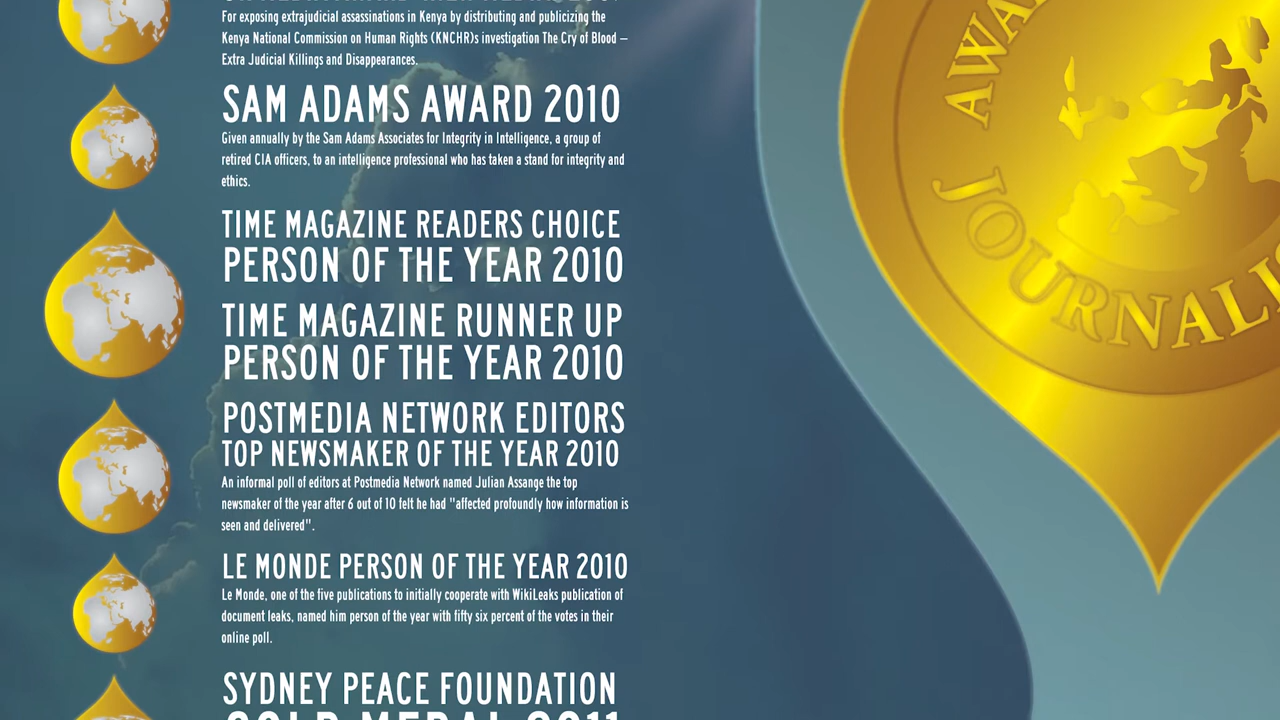 For exposing extrajudicial assassinations in Kenya by distributing and publicizing the
Kenya National Commission on Human Rights (KNCHR)s investigation The Cry of Blood –
Extra Judicial Killings and Disappearances.
SAM ADAMS AWARD 2010
Given annually by the Sam Adams Associates for Integrity in Intelligence, a group of
retired CIA officers, to an intelligence professional who has taken a stand for integrity and
ethics.
TIME MAGAZINE READERS CHOICE
PERSON OF THE YEAR 2010
TIME MAGAZINE RUNNER UP
PERSON OF THE YEAR 2010
POSTMEDIA NETWORK EDITORS
TOP NEWSMAKER OF THE YEAR 2010
An informal poll of editors at Postmedia Network named Julian Assange the top
newsmaker of the year after 6 out of 10 felt he had "affected profoundly how information is
seen and delivered".
LE MONDE PERSON OF THE YEAR 2010
Le Monde, one of the five publications to initially cooperate with WikiLeaks publication of
document leaks, named him person of the year with fifty six percent of the votes in their
online poll.
SYDNEY PEACE FOUNDATION
GOLD MEDAL 2011
AWA
JOURNALIS